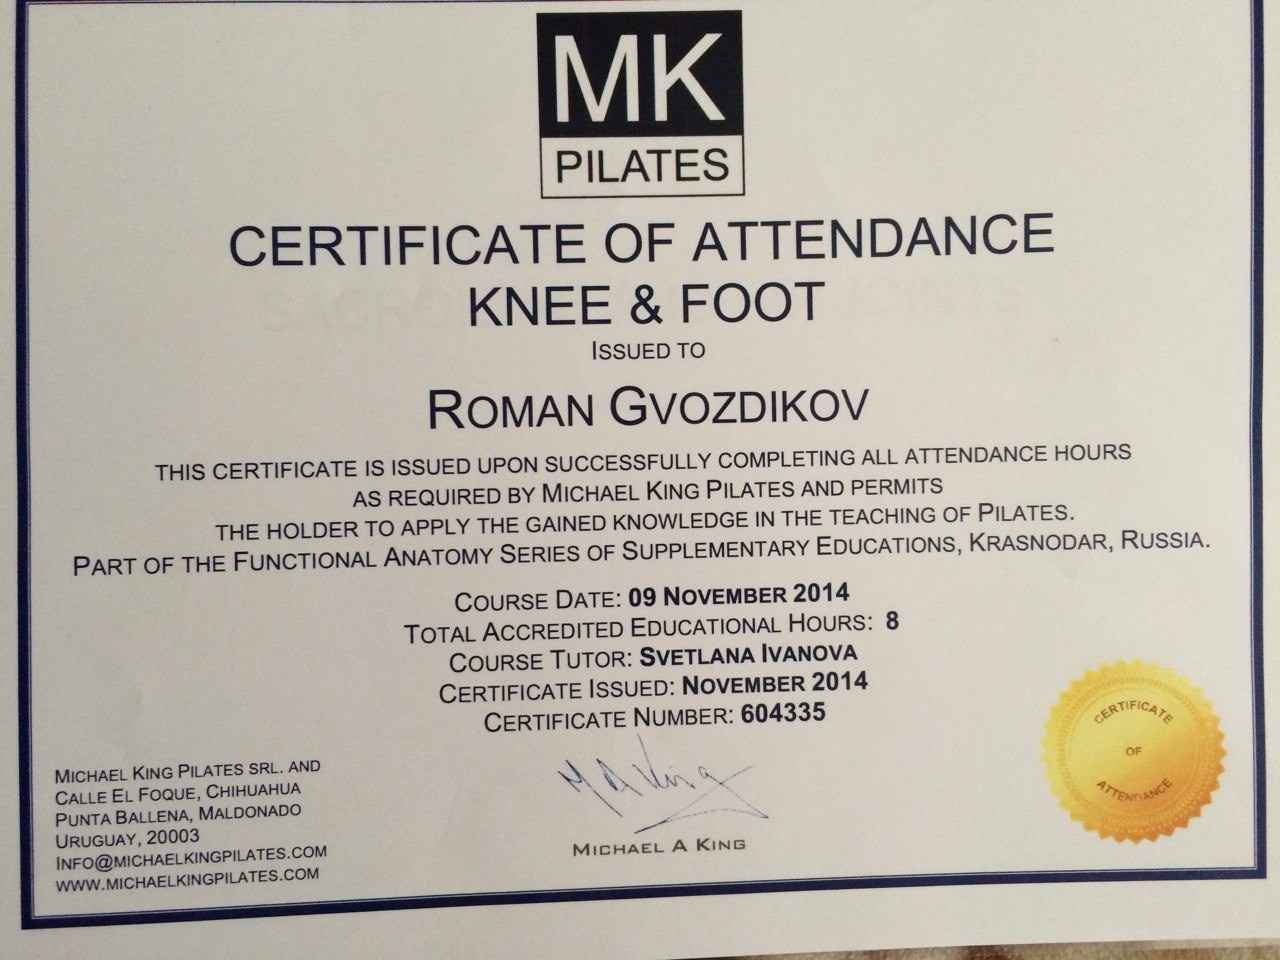 MK
PILATES
CERTIFICATE OF ATTENDANCE
KNEE & FOOT
ISSUED TO
ROMAN GVOZDIKOV
THIS CERTIFICATE IS ISSUED UPON SUCCESSFULLY COMPLETING ALL ATTENDANCE HOURS
AS REQUIRED BY MICHAEL KING PILATES AND PERMITS
THE HOLDER TO APPLY THE GAINED KNOWLEDGE IN THE TEACHING OF PILATES.
PART OF THE FUNCTIONAL ANATOMY SERIES OF SUPPLEMENTARY EDUCATIONS, KRASNODAR, RUSSIA.
COURSE DATE: 09 NOVEMBER 2014
TOTAL ACCREDITED EDUCATIONAL HOURS: 8
COURSE TUTOR: SVETLANA IVANOVA
CERTIFICATE ISSUED: NOVEMBER 2014
CERTIFICATE NUMBER: 604335
MICHAEL KING PILATES SRL. AND
CALLE EL FOQUE, CHIHUAHUA
PUNTA BALLENA, MALDONADO
URUGUAY, 20003
INFO@MICHAELKINGPILATES.COM
WWW.MICHAELKINGPILATES.COM
M A King
MICHAEL A KING
CERTIFICATE
OF
ATTENDANCE